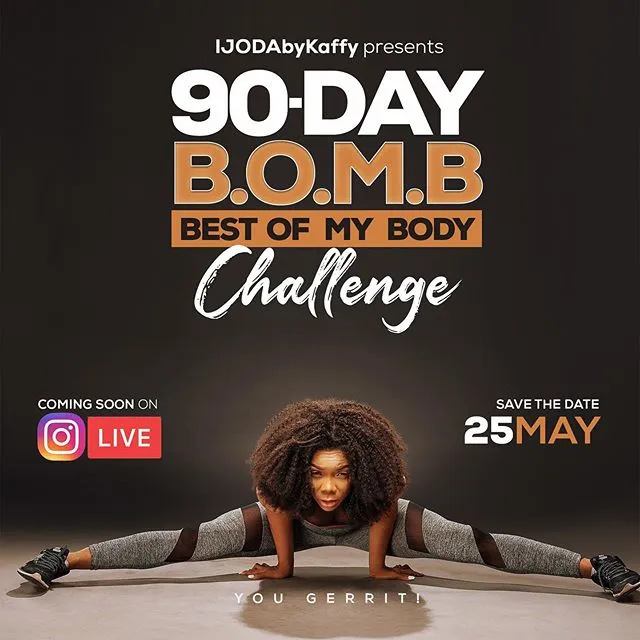 IJODAbyKaffy presents
90-DAY
B.O.M.B
BEST OF MY BODY
Challenge
COMING SOON ON
LIVE
SAVE THE DATE
25MAY
YOU GERRIT!